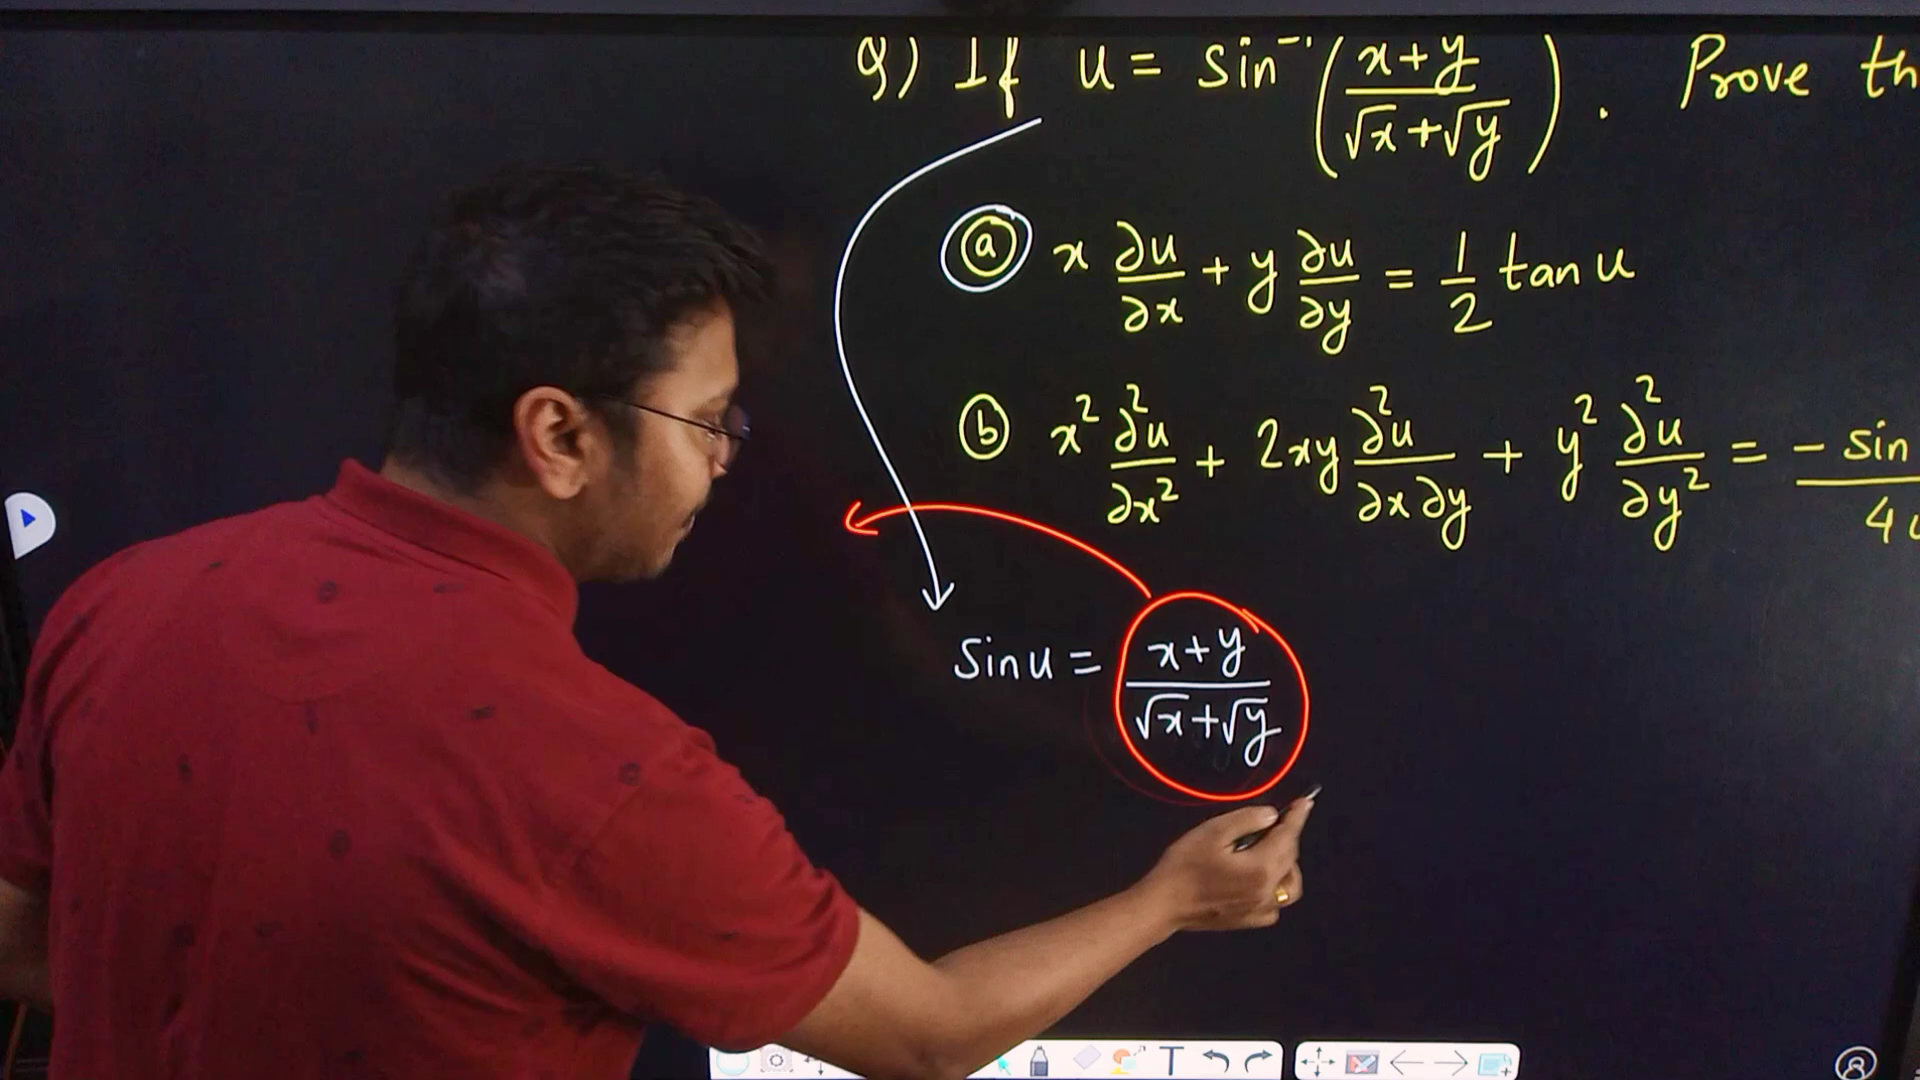 Q) If u = sin⁻¹ ((x+y)/(√x+√y)). Prove th
(a) x ∂u/∂x + y ∂u/∂y = 1/2 tan u
(b) x² ∂²u/∂x² + 2xy ∂²u/∂x∂y + y² ∂²u/∂y² = - sin / 4
Sin u = (x+y)/(√x+√y)
T